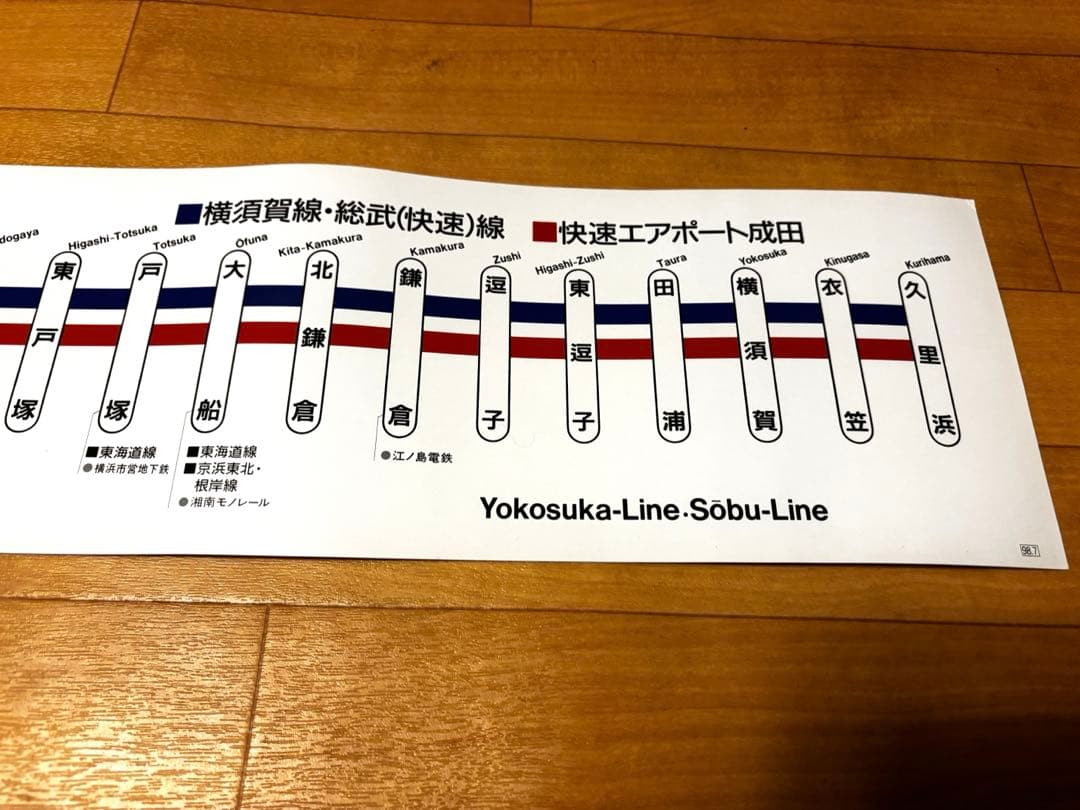 ■横須賀線・総武(快速)線
■快速エアポート成田
dogaya
Higashi-Totsuka
Totsuka
Ōfuna
Kita-Kamakura
Kamakura
Zushi
Higashi-Zushi
Taura
Yokosuka
Kinugasa
Kurihama
東戸塚
戸塚
大船
北鎌倉
鎌倉
逗子
東逗子
田浦
横須賀
衣笠
久里浜
■東海道線
●横浜市営地下鉄
■東海道線
■京浜東北・
根岸線
●湘南モノレール
●江ノ島電鉄
Yokosuka-Line・Sōbu-Line
98.7